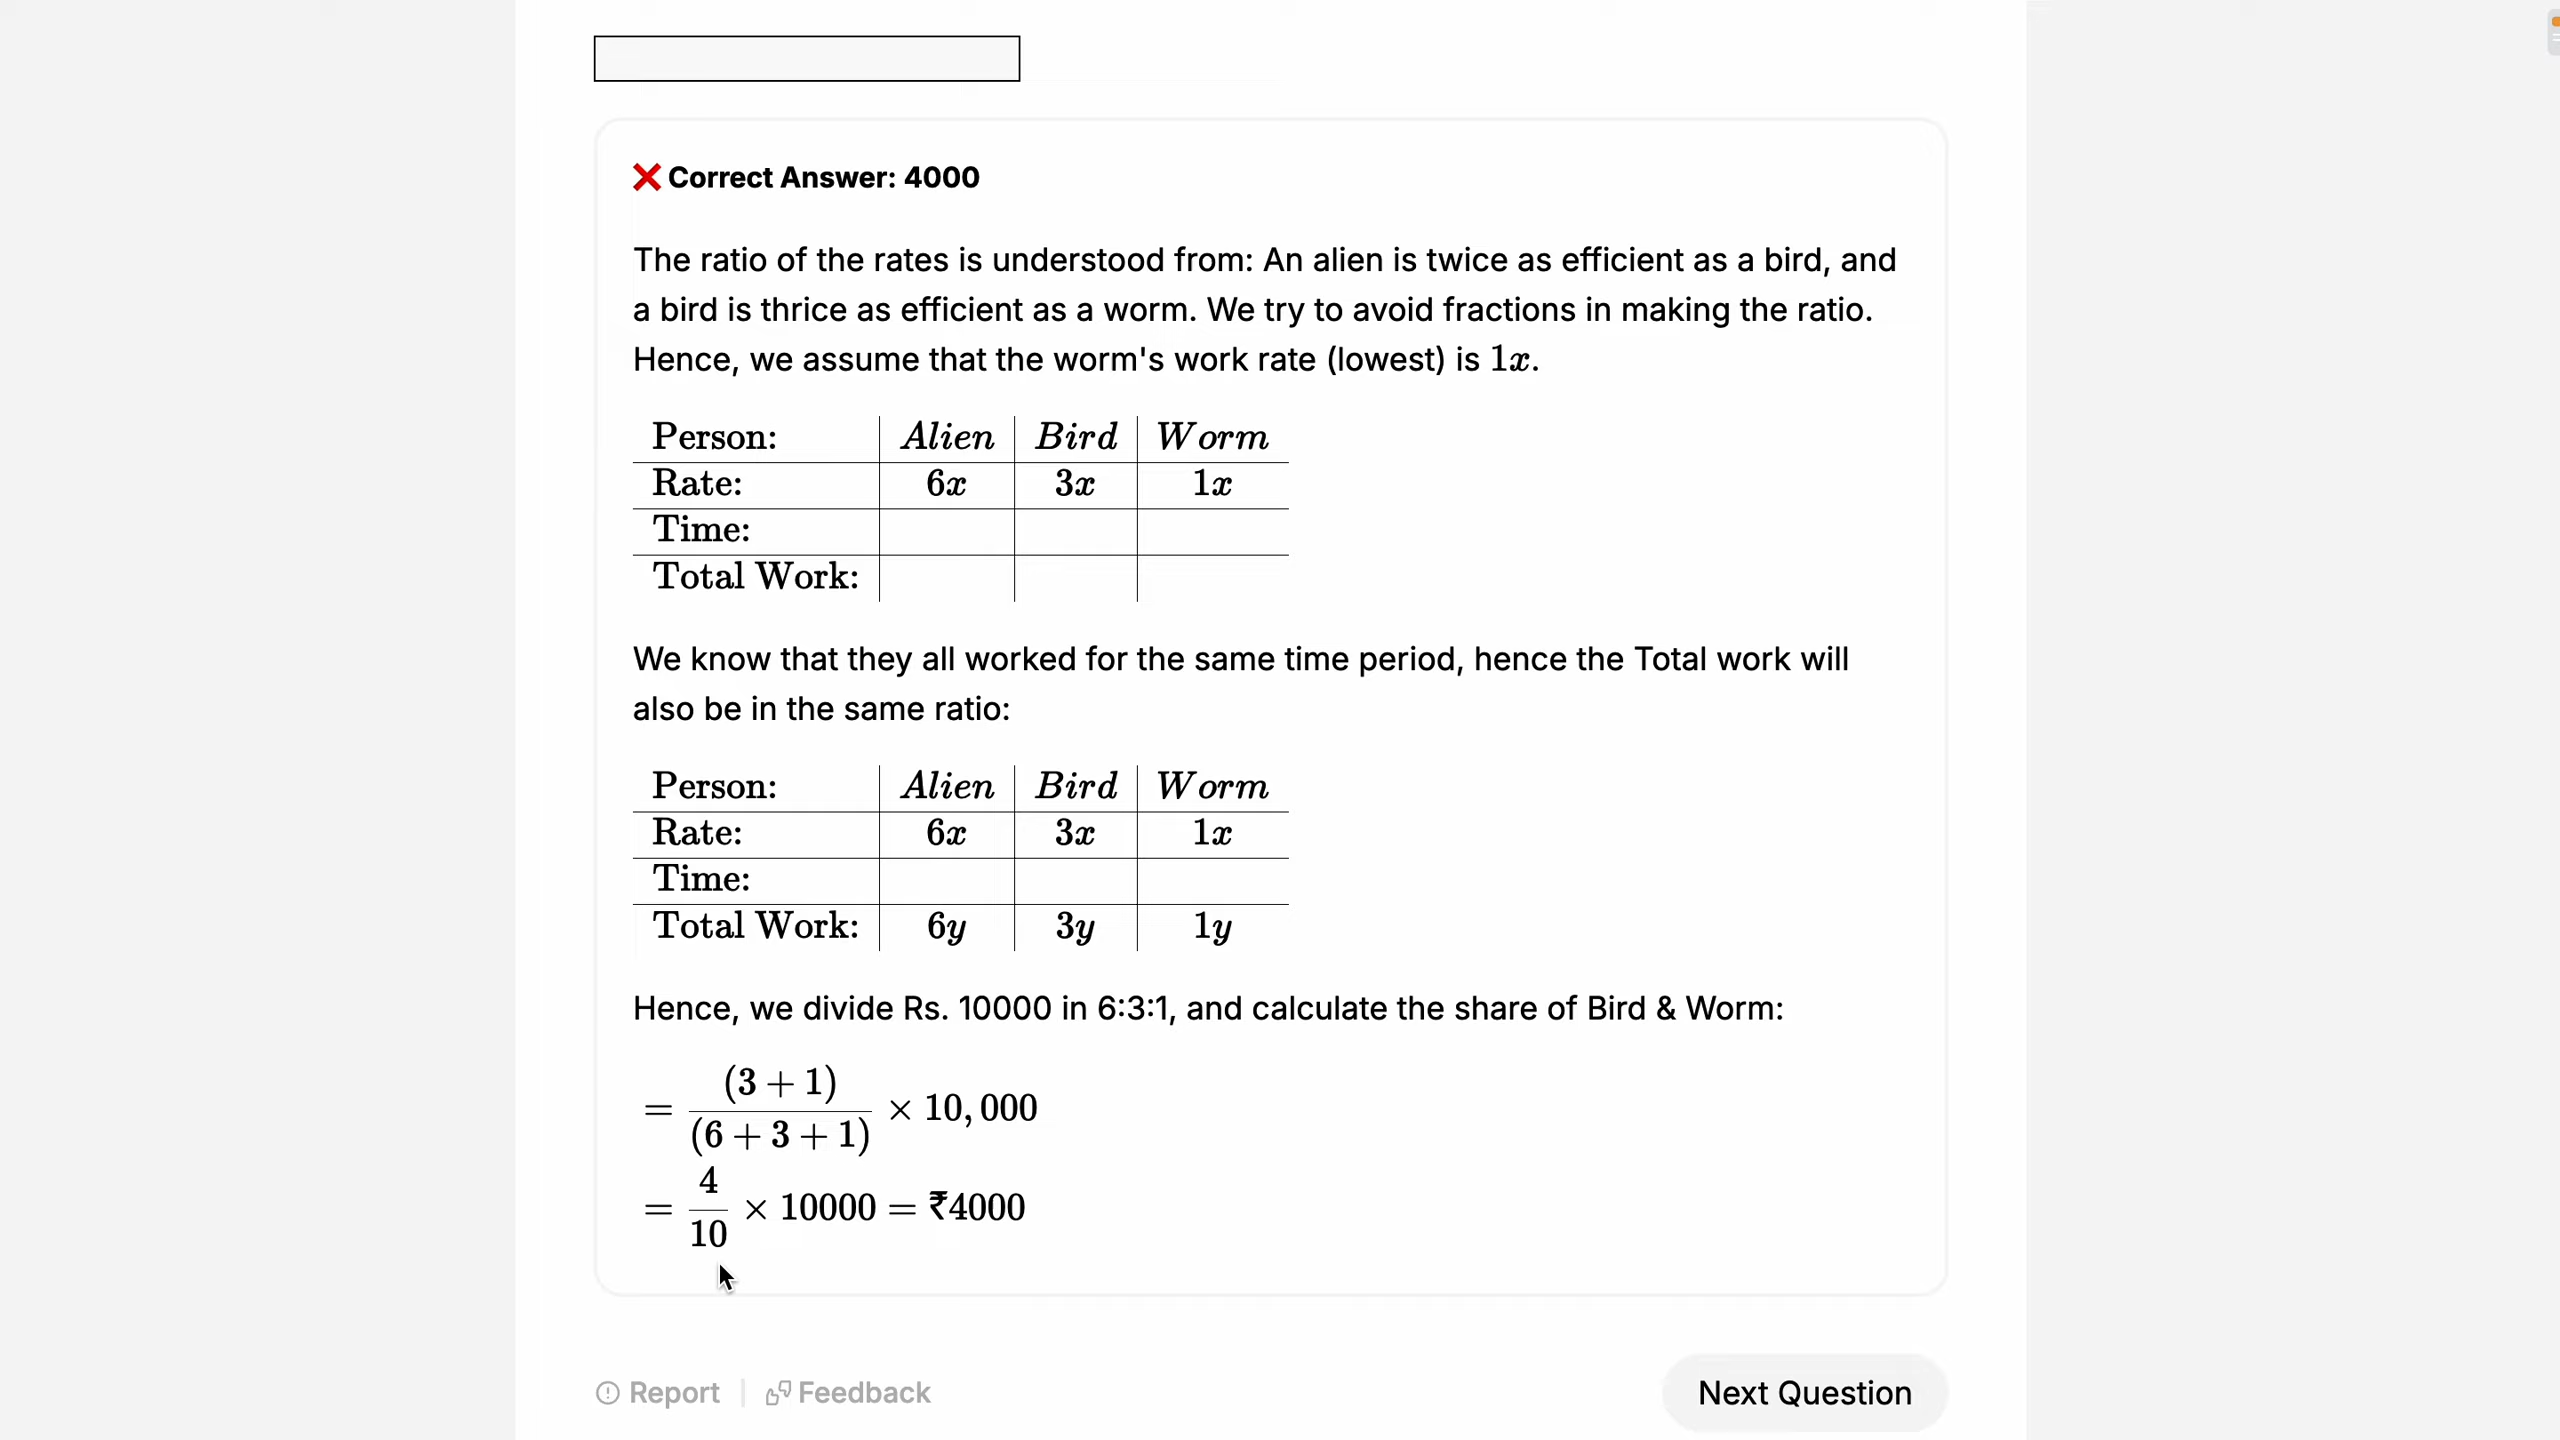 ❌ Correct Answer: 4000
The ratio of the rates is understood from: An alien is twice as efficient as a bird, and
a bird is thrice as efficient as a worm. We try to avoid fractions in making the ratio.
Hence, we assume that the worm's work rate (lowest) is 1x.
Person: Alien Bird Worm
Rate: 6x 3x 1x
Time:
Total Work:
We know that they all worked for the same time period, hence the Total work will
also be in the same ratio:
Person: Alien Bird Worm
Rate: 6x 3x 1x
Time:
Total Work: 6y 3y 1y
Hence, we divide Rs. 10000 in 6:3:1, and calculate the share of Bird & Worm:
= (3 + 1) / (6 + 3 + 1) × 10,000
= 4 / 10 × 10000 = ₹4000
Report | Feedback
Next Question